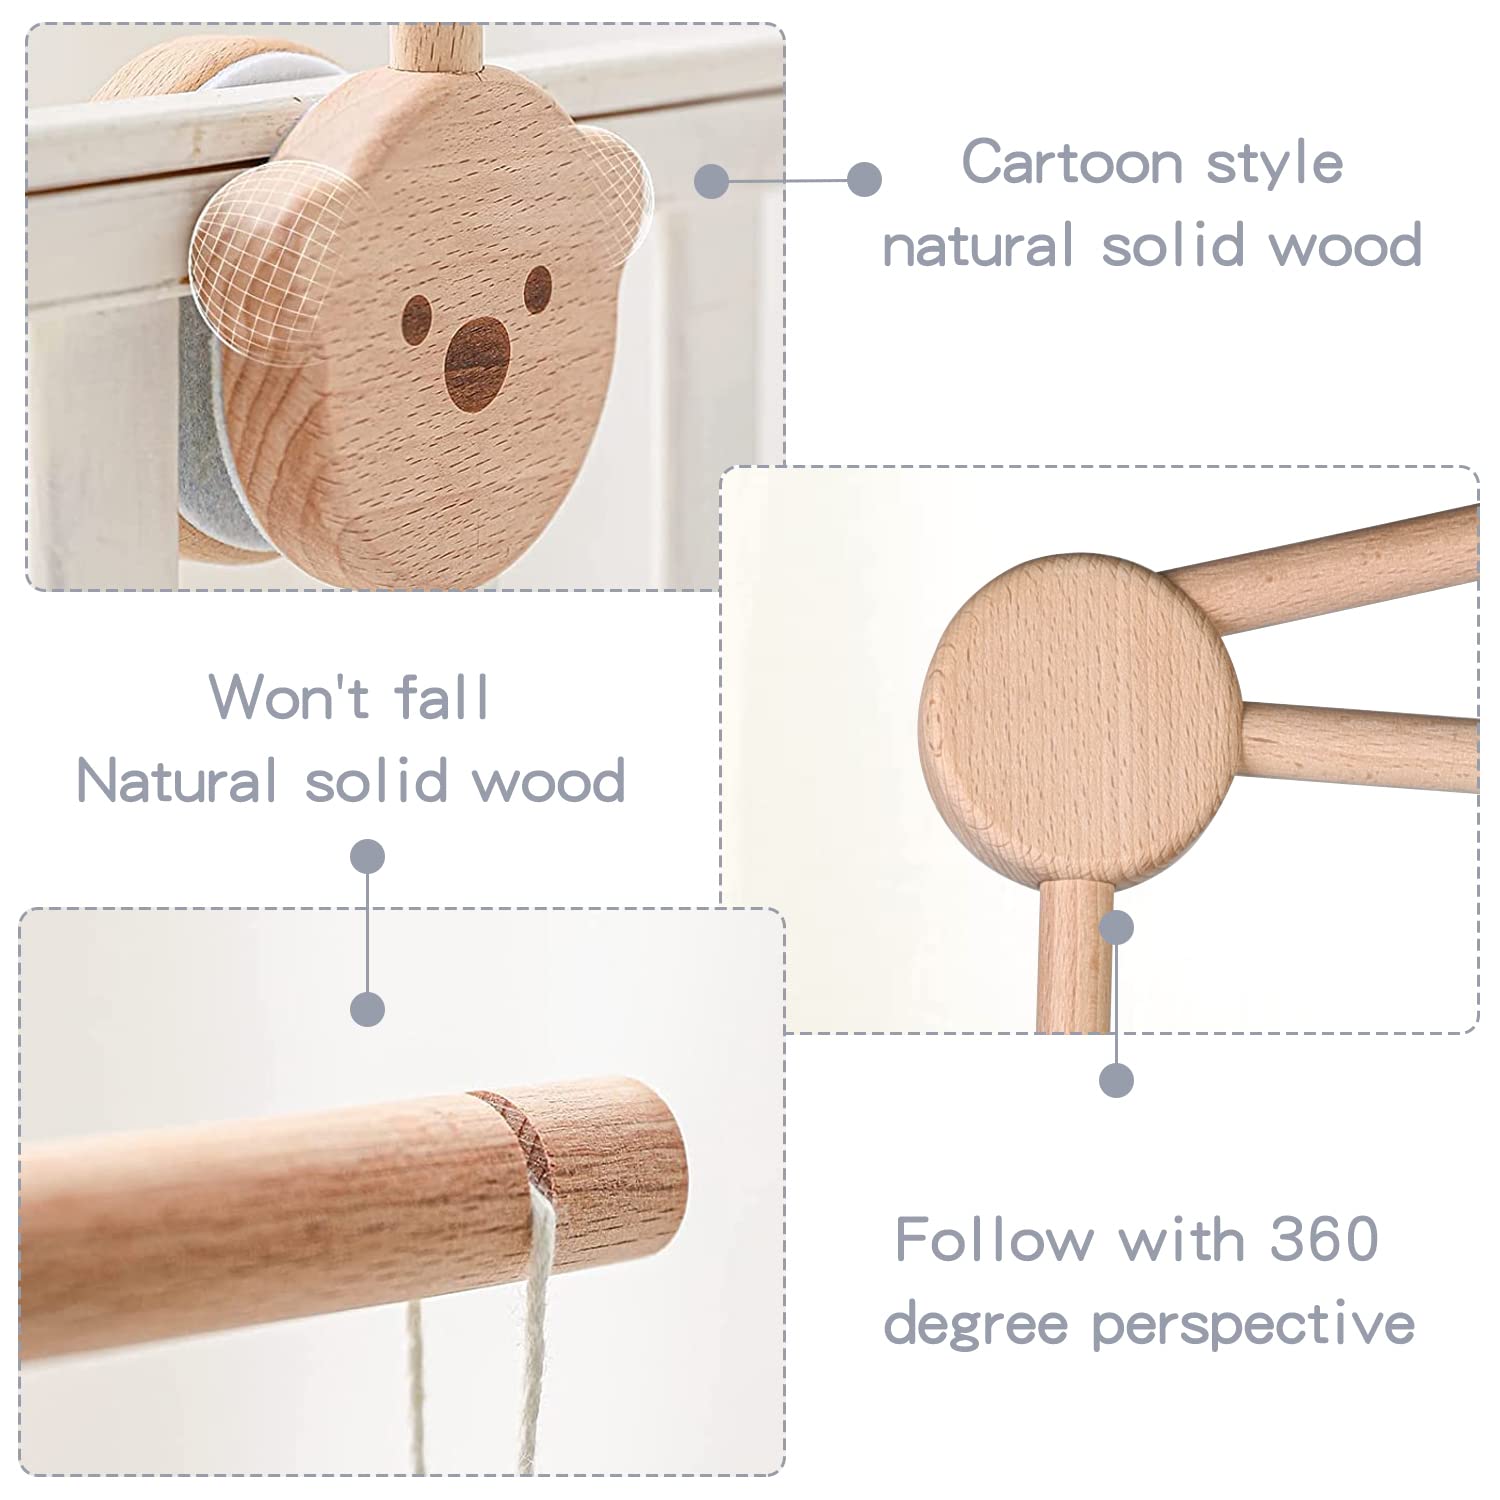 Cartoon style
natural solid wood
Won't fall
Natural solid wood
Follow with 360
degree perspective